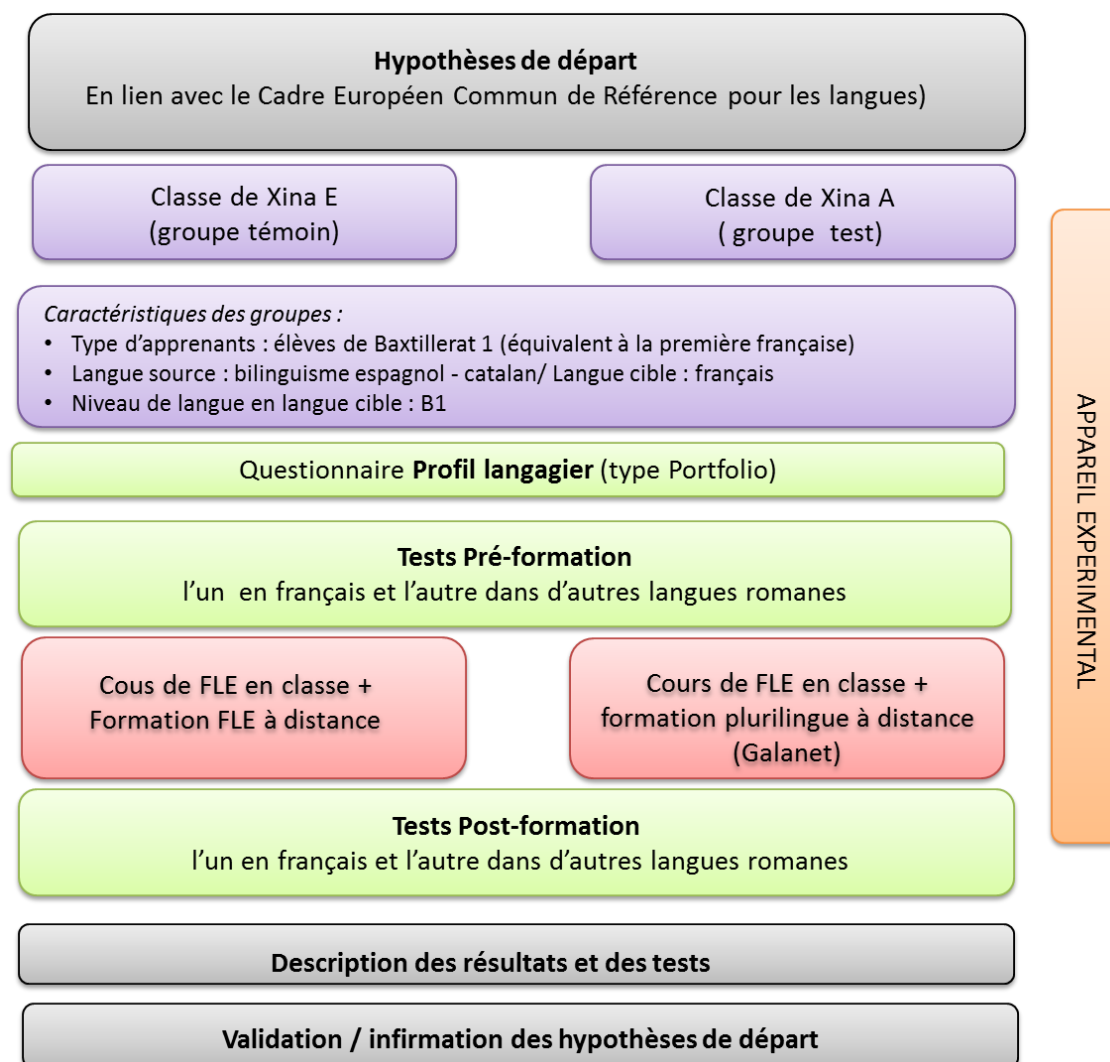 Hypothèses de départ
En lien avec le Cadre Européen Commun de Référence pour les langues)
Classe de Xina E
(groupe témoin)
Classe de Xina A
( groupe test)
Caractéristiques des groupes :
• Type d'apprenants : élèves de Baxtillerat 1 (équivalent à la première française)
• Langue source : bilinguisme espagnol - catalan/ Langue cible : français
• Niveau de langue en langue cible : B1
Questionnaire Profil langagier (type Portfolio)
Tests Pré-formation
l'un en français et l'autre dans d'autres langues romanes
Cous de FLE en classe +
Formation FLE à distance
Cours de FLE en classe +
formation plurilingue à distance
(Galanet)
Tests Post-formation
l'un en français et l'autre dans d'autres langues romanes
Description des résultats et des tests
Validation / infirmation des hypothèses de départ
APPAREIL EXPERIMENTAL